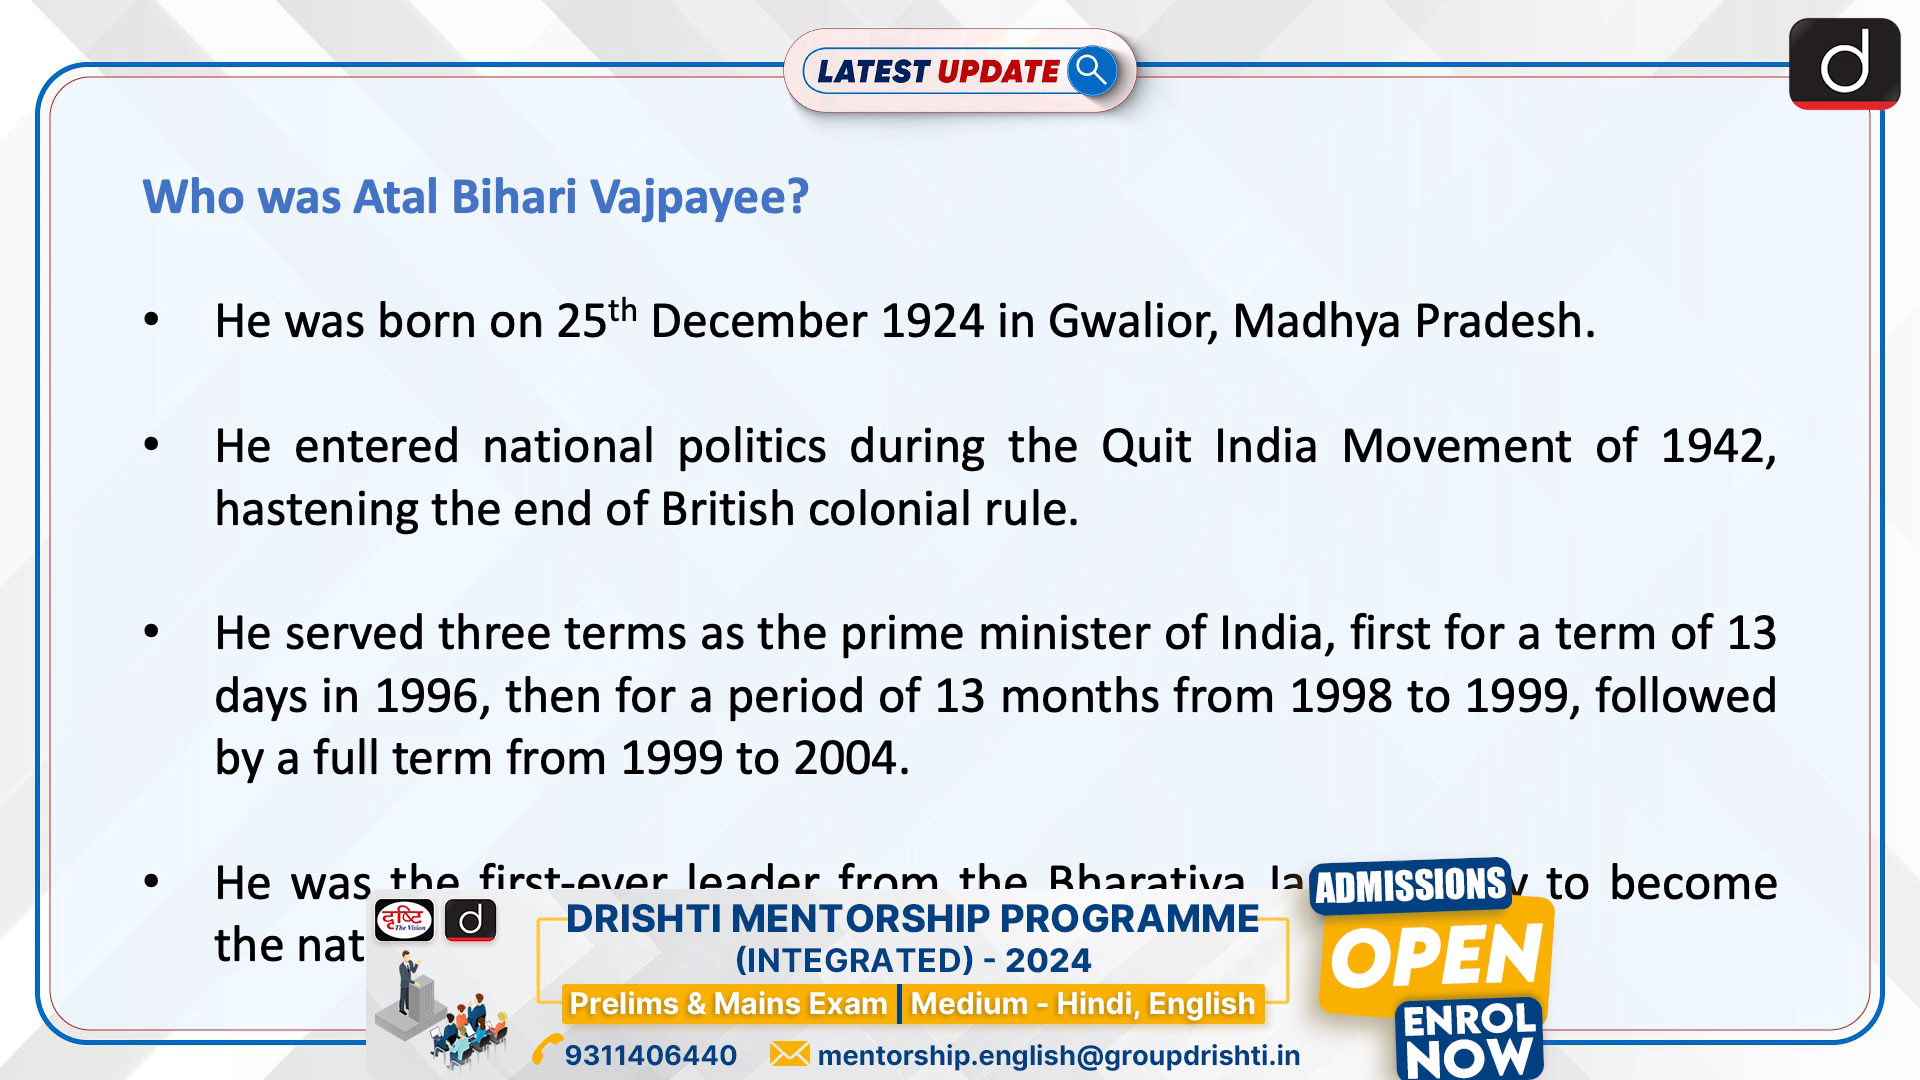 LATEST UPDATE
d
Who was Atal Bihari Vajpayee?
• He was born on 25th December 1924 in Gwalior, Madhya Pradesh.
• He entered national politics during the Quit India Movement of 1942,
hastening the end of British colonial rule.
• He served three terms as the prime minister of India, first for a term of 13
days in 1996, then for a period of 13 months from 1998 to 1999, followed
by a full term from 1999 to 2004.
• He was the first-ever leader from the Bharatiya to become
the
दृष्टि
The Vision
d
DRISHTI MENTORSHIP PROGRAMME
(INTEGRATED) - 2024
Prelims & Mains Exam | Medium - Hindi, English
9311406440 mentorship.english@groupdrishti.in
ADMISSIONS
OPEN
ENROL
NOW